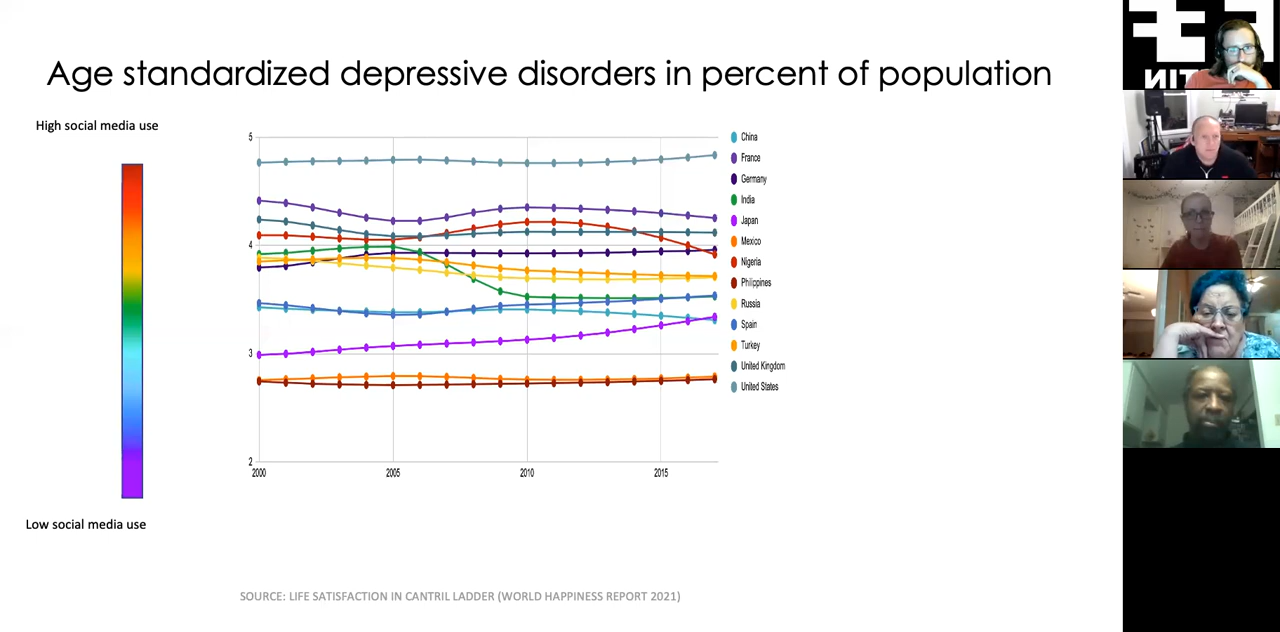 Age standardized depressive disorders in percent of population
High social media use
Low social media use
5
4
3
2
2000
2005
2010
2015
China
France
Germany
India
Japan
Mexico
Nigeria
Philippines
Russia
Spain
Turkey
United Kingdom
United States
SOURCE: LIFE SATISFACTION IN CANTRIL LADDER (WORLD HAPPINESS REPORT 2021)